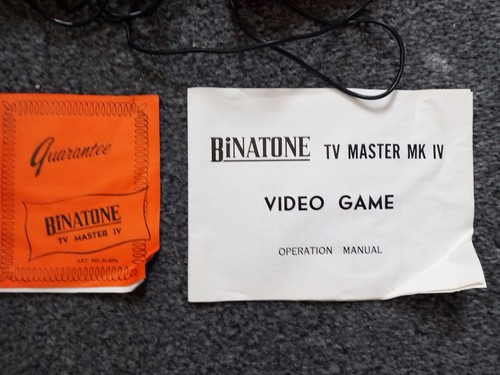 Guarantee
BINATONE
TV MASTER IV
BiNATONE TV MASTER MK IV
VIDEO GAME
OPERATION MANUAL